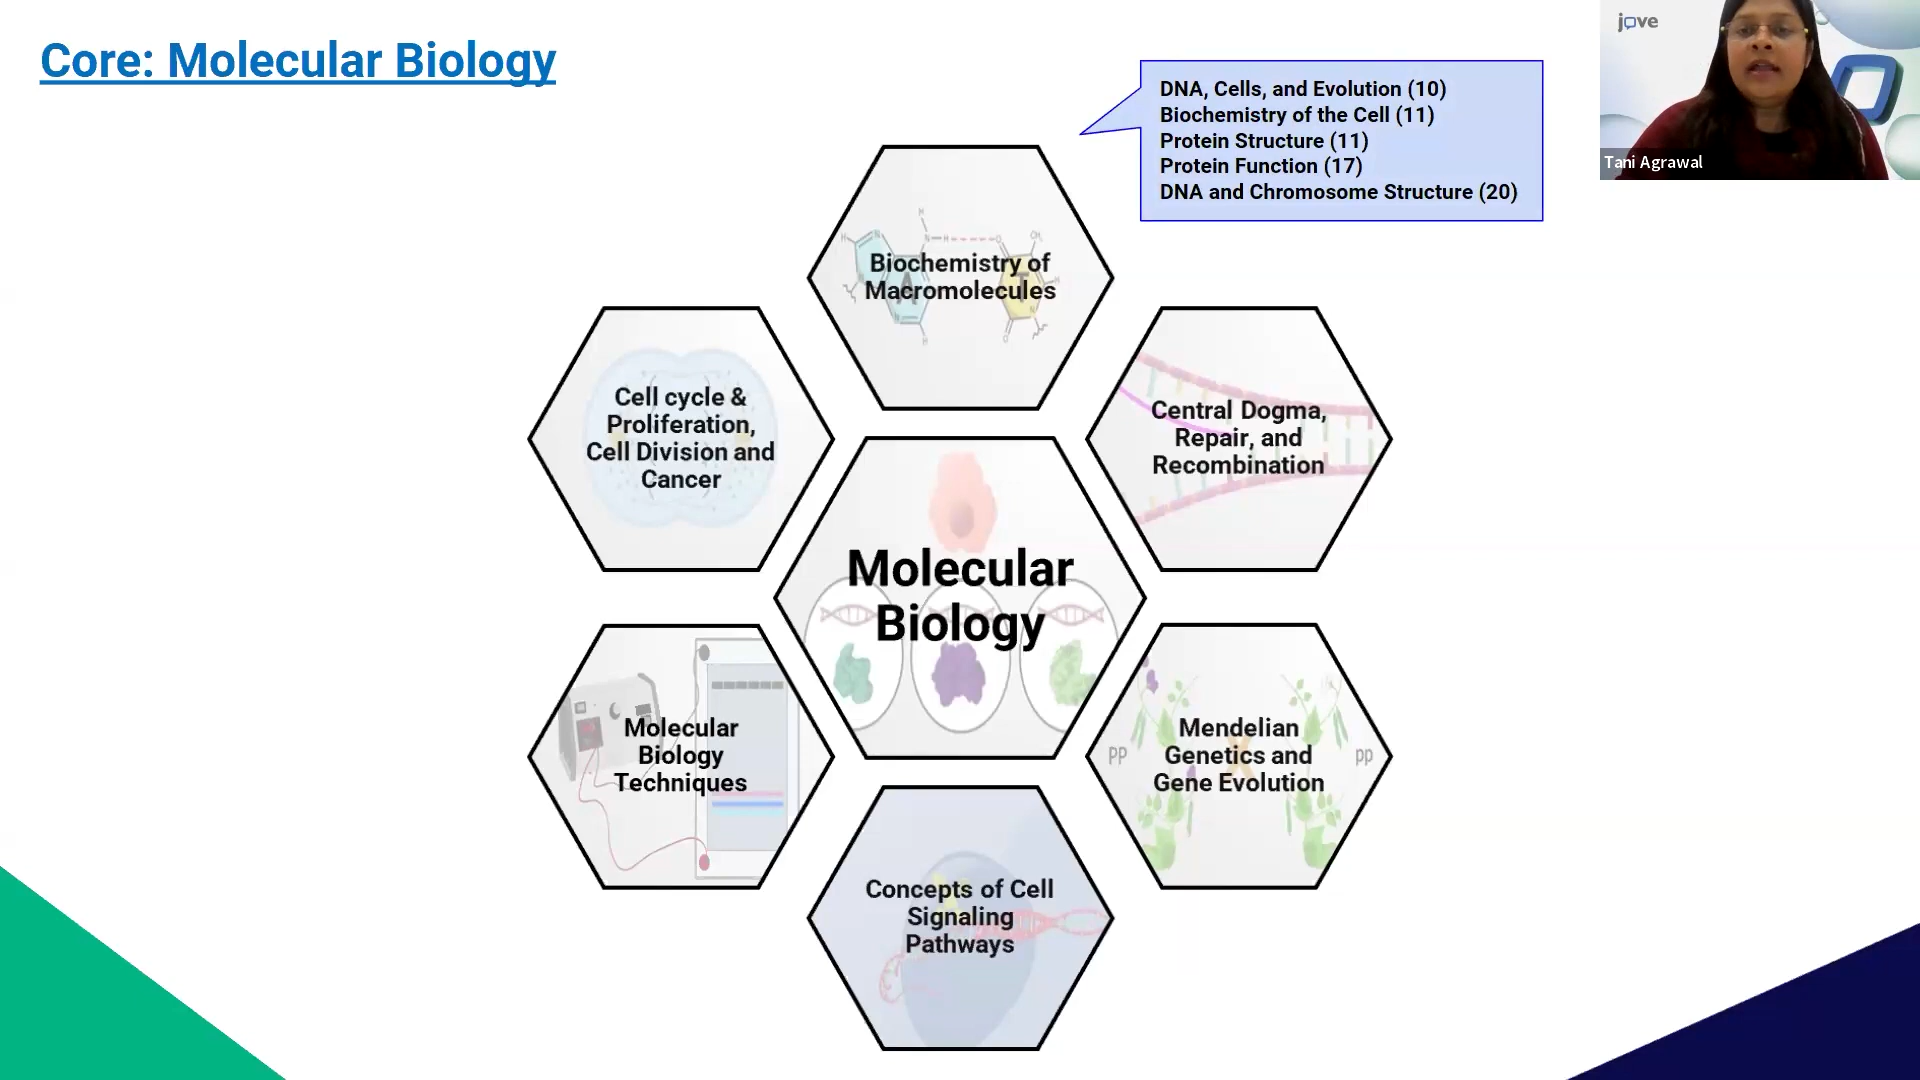 Core: Molecular Biology
jove
Tani Agrawal
DNA, Cells, and Evolution (10)
Biochemistry of the Cell (11)
Protein Structure (11)
Protein Function (17)
DNA and Chromosome Structure (20)
H
N
H
N
H
O
CH₃
Biochemistry of
Macromolecules
A
T
H
N
N
N
O
H
Cell cycle &
Proliferation,
Cell Division and
Cancer
Central Dogma,
Repair, and
Recombination
Molecular
Biology
Molecular
Biology
Techniques
Mendelian
Genetics and
Gene Evolution
PP
X
pp
Concepts of Cell
Signaling
Pathways